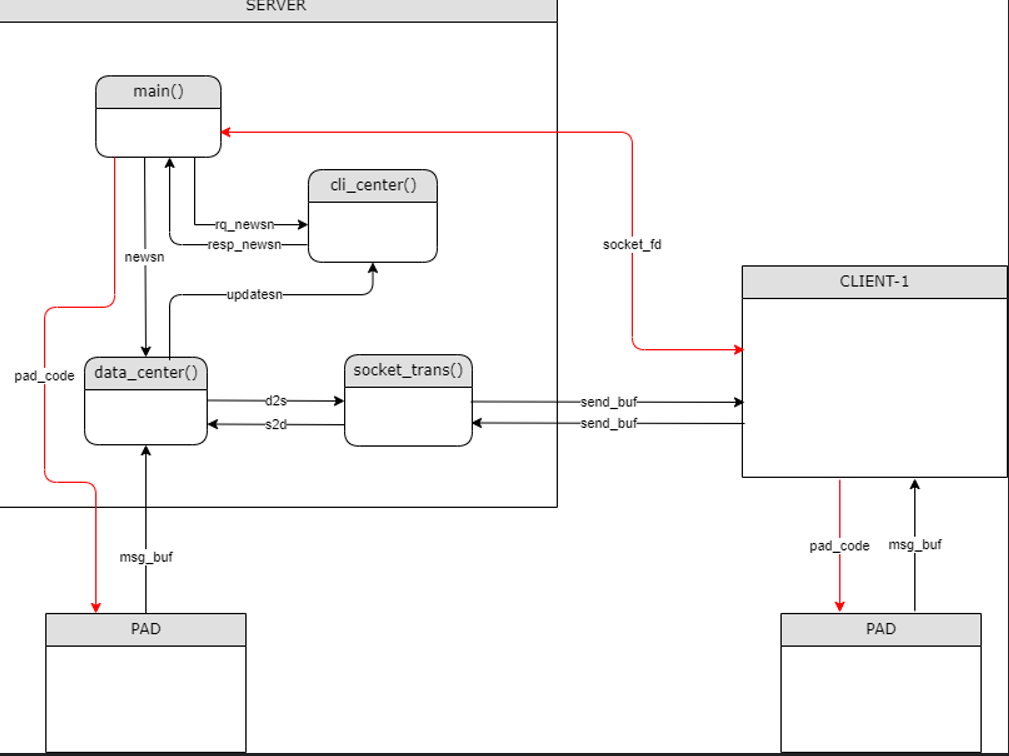 SERVER
main()
cli_center()
rq_newsn
resp_newsn
socket_fd
newsn
CLIENT-1
updatesn
pad_code
data_center()
socket_trans()
d2s
send_buf
s2d
send_buf
msg_buf
pad_code
msg_buf
PAD
PAD